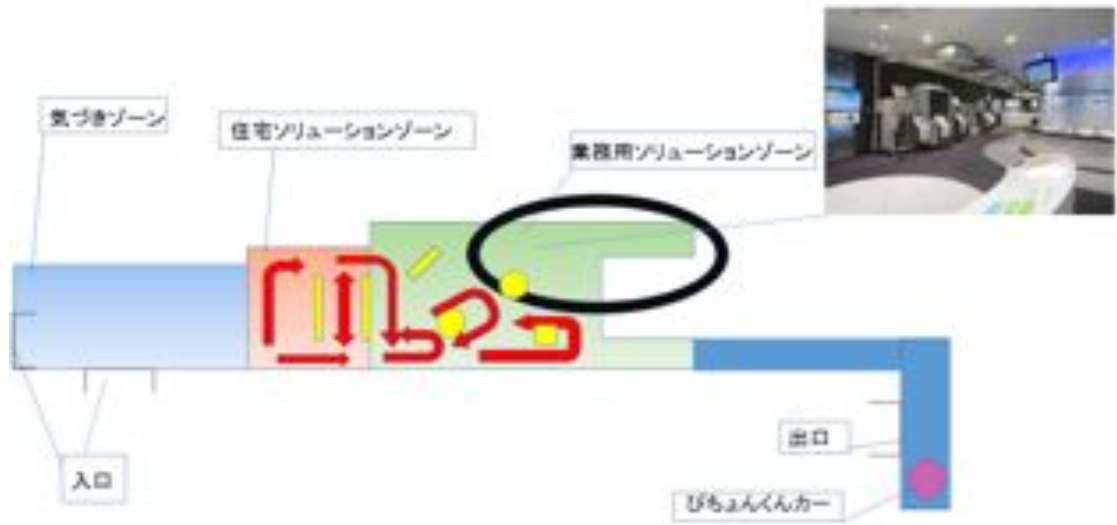 気づきゾーン
住宅ソリューションゾーン
業務用ソリューションゾーン
入口
出口
ぴちょんくんカー